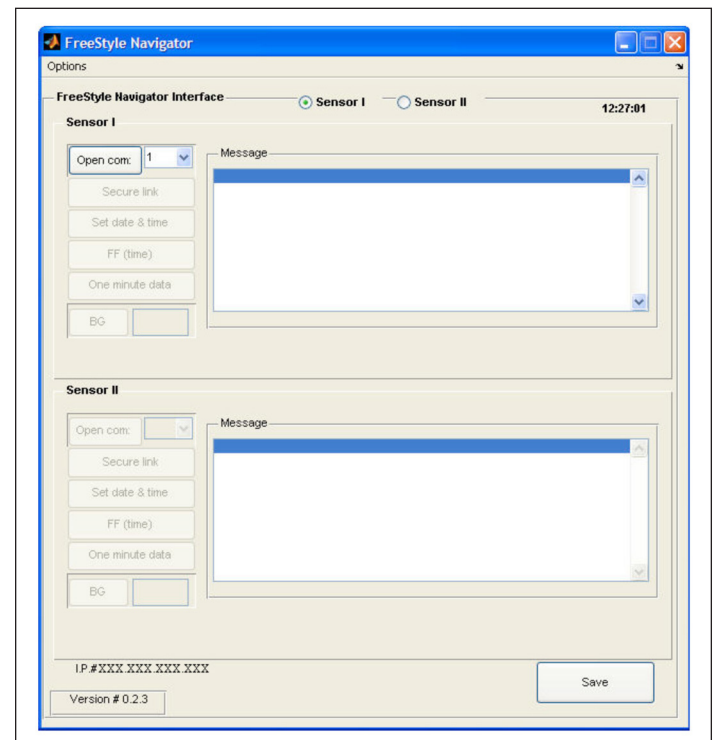 FreeStyle Navigator
Options
FreeStyle Navigator Interface Sensor I Sensor II 12:27:01
Sensor I
Open com: 1
Secure link
Set date & time
FF (time)
One minute data
BG
Message
Sensor II
Open com:
Secure link
Set date & time
FF (time)
One minute data
BG
Message
I.P.#XXX.XXX.XXX.XXX
Version # 0.2.3
Save